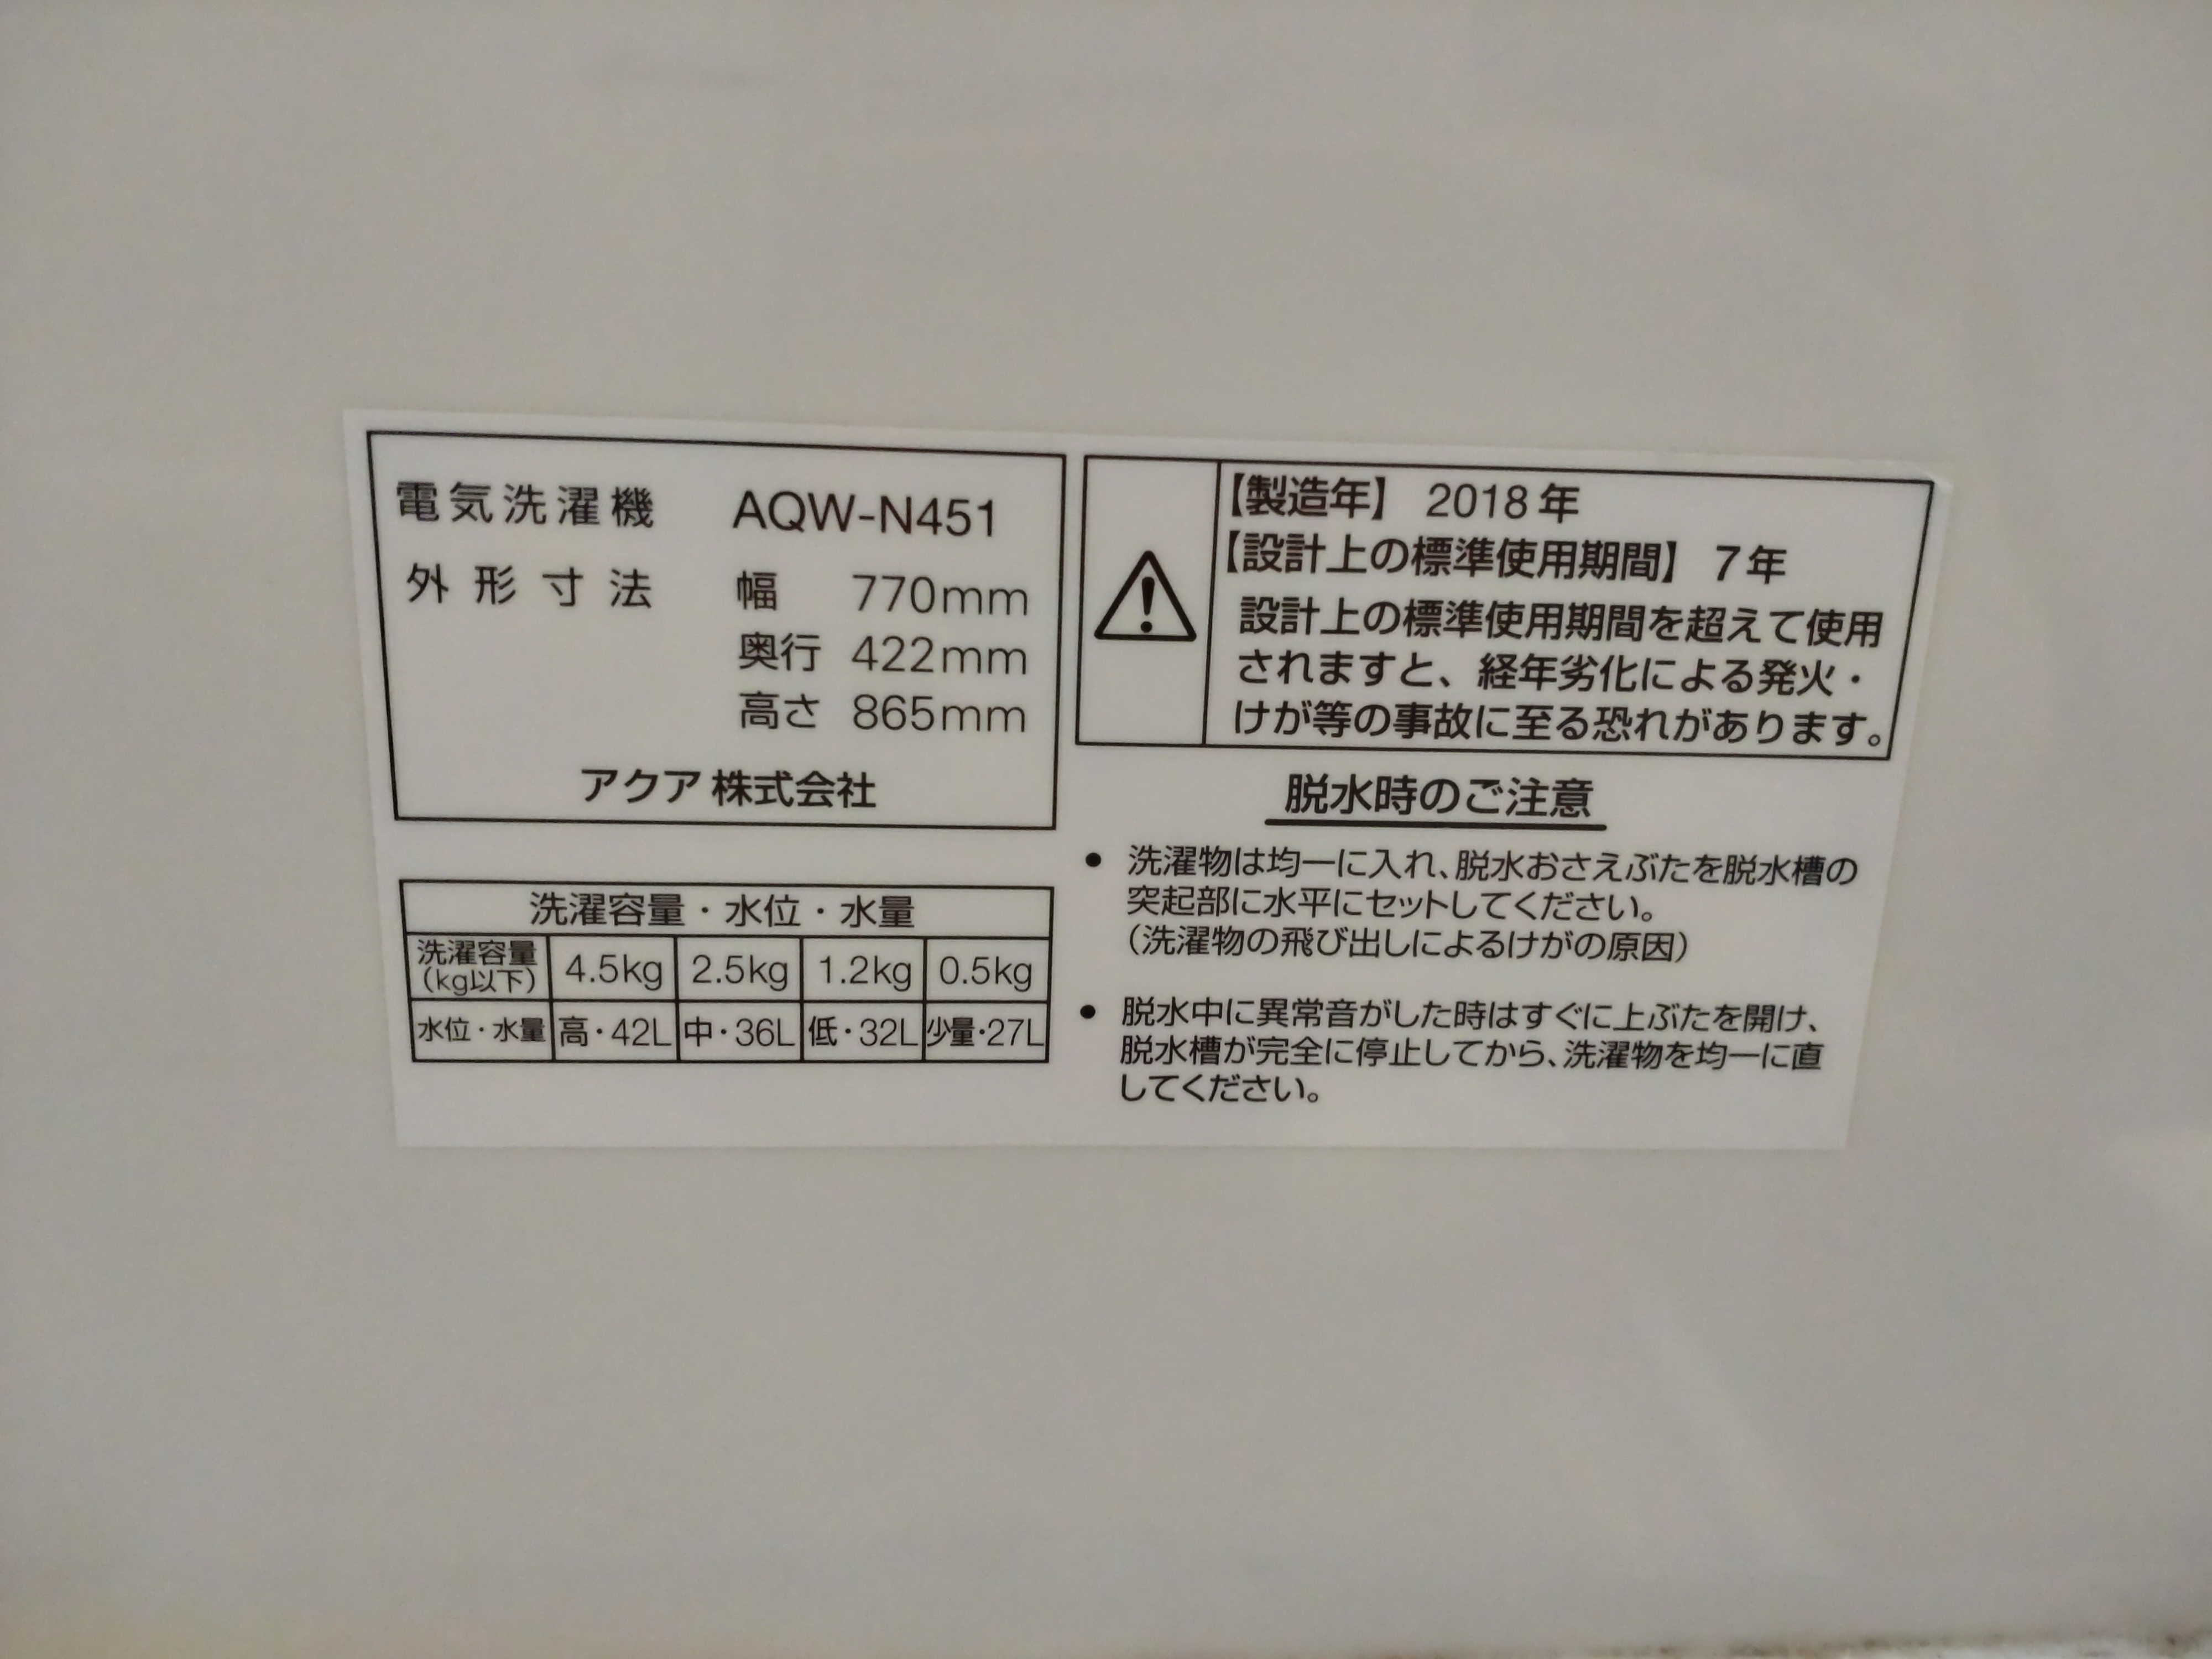 電気洗濯機 AQW-N451
外形寸法 幅 770mm
奥行 422mm
高さ 865mm
アクア株式会社
洗濯容量・水位・水量
洗濯容量(kg以下) 4.5kg 2.5kg 1.2kg 0.5kg
水位・水量 高・42L 中・36L 低・32L 少量・27L
【製造年】 2018年
【設計上の標準使用期間】 7年
設計上の標準使用期間を超えて使用
されますと、経年劣化による発火・
けが等の事故に至る恐れがあります。
脱水時のご注意
● 洗濯物は均一に入れ、脱水おさえぶたを脱水槽の
突起部に水平にセットしてください。
（洗濯物の飛び出しによるけがの原因）
● 脱水中に異常音がした時はすぐに上ぶたを開け、
脱水槽が完全に停止してから、洗濯物を均一に直
してください。